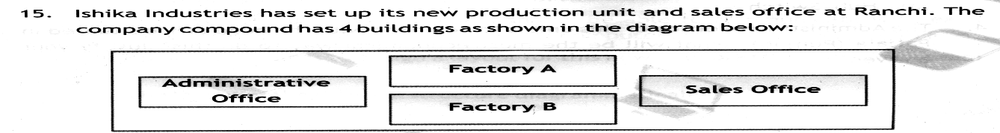 15. Ishika Industries has set up its new production unit and sales office at Ranchi. The
company compound has 4 buildings as shown in the diagram below:
Factory A
Administrative
Office
Sales Office
Factory B